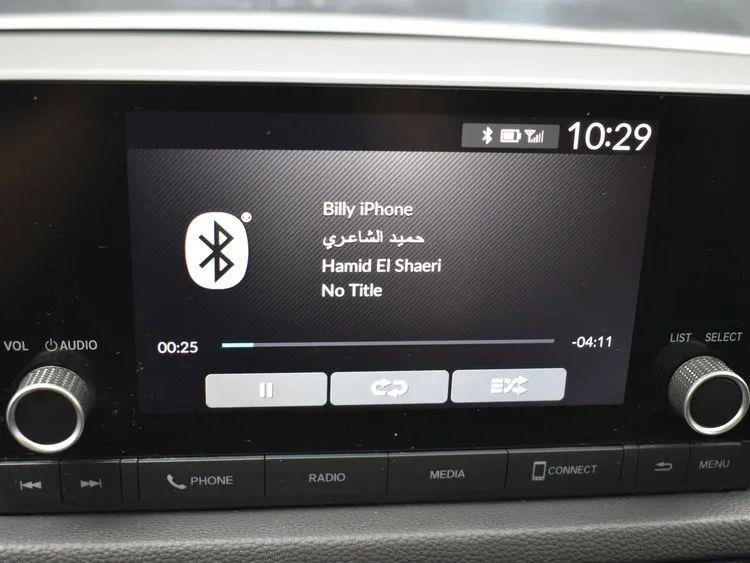 10:29
Billy iPhone
حميد الشاعري
Hamid El Shaeri
No Title
00:25
-04:11
VOL
AUDIO
LIST
SELECT
PHONE
RADIO
MEDIA
CONNECT
MENU